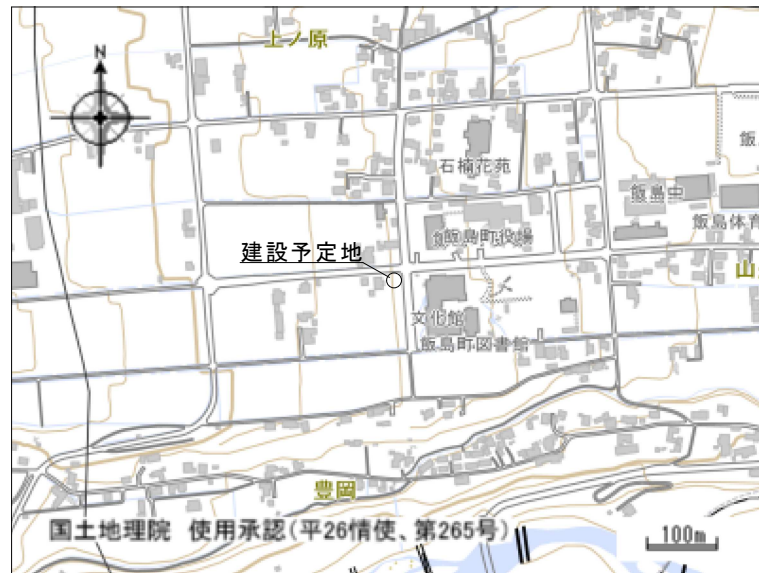 上ノ原
N
石楠花苑
飯島中
飯島体育
飯島町役場
建設予定地
山
文化館
飯島町図書館
豊岡
国土地理院 使用承認(平26情使、第265号)
100m